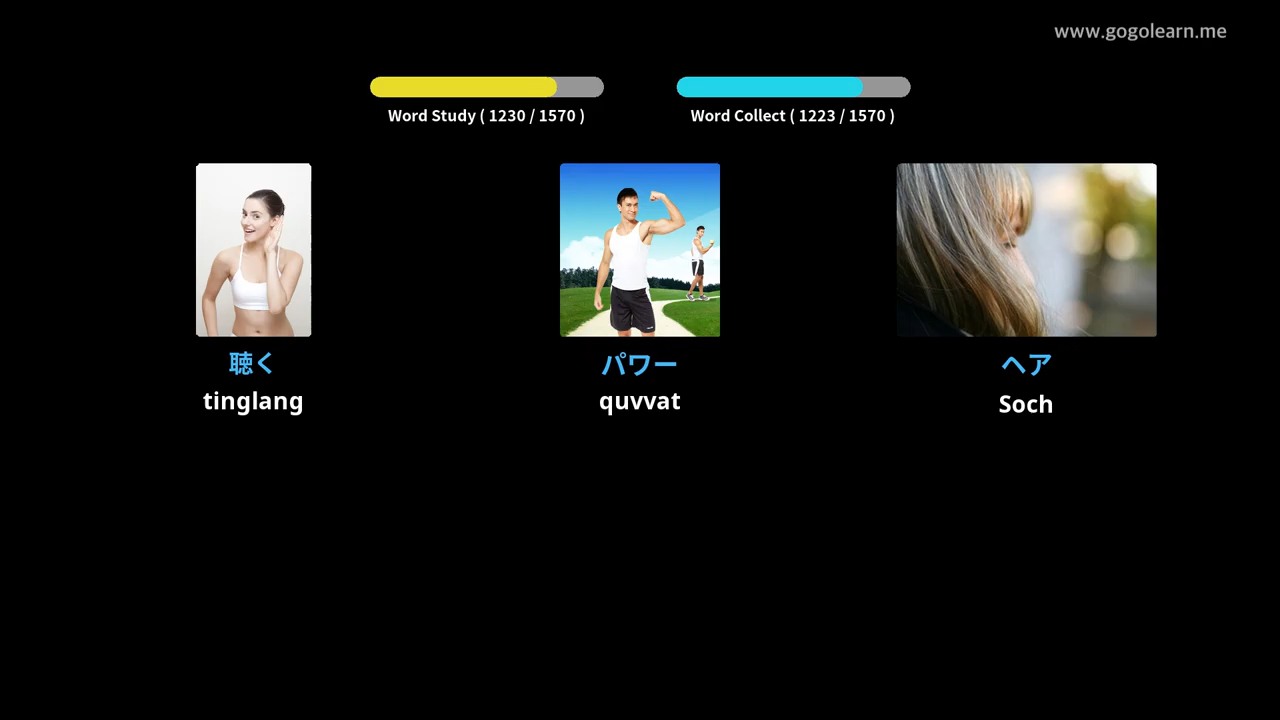 www.gogolearn.me
Word Study ( 1230 / 1570 )
Word Collect ( 1223 / 1570 )
聴く
パワー
ヘア
tinglang
quvvat
Soch